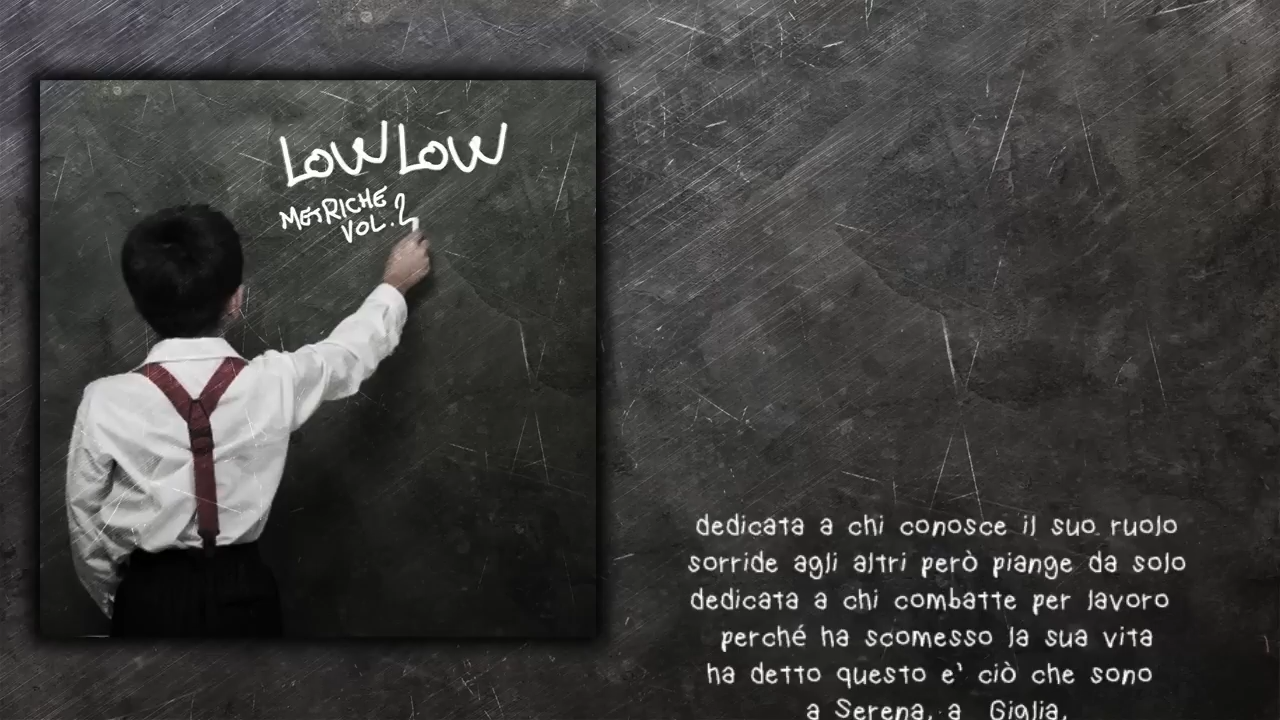 LOW LOW
METRICHE
VOL. 2
dedicata a chi conosce il suo ruolo
sorride agli altri però piange da solo
dedicata a chi combatte per lavoro
perché ha scomesso la sua vita
ha detto questo e' ciò che sono
a Serena, a Giglia,